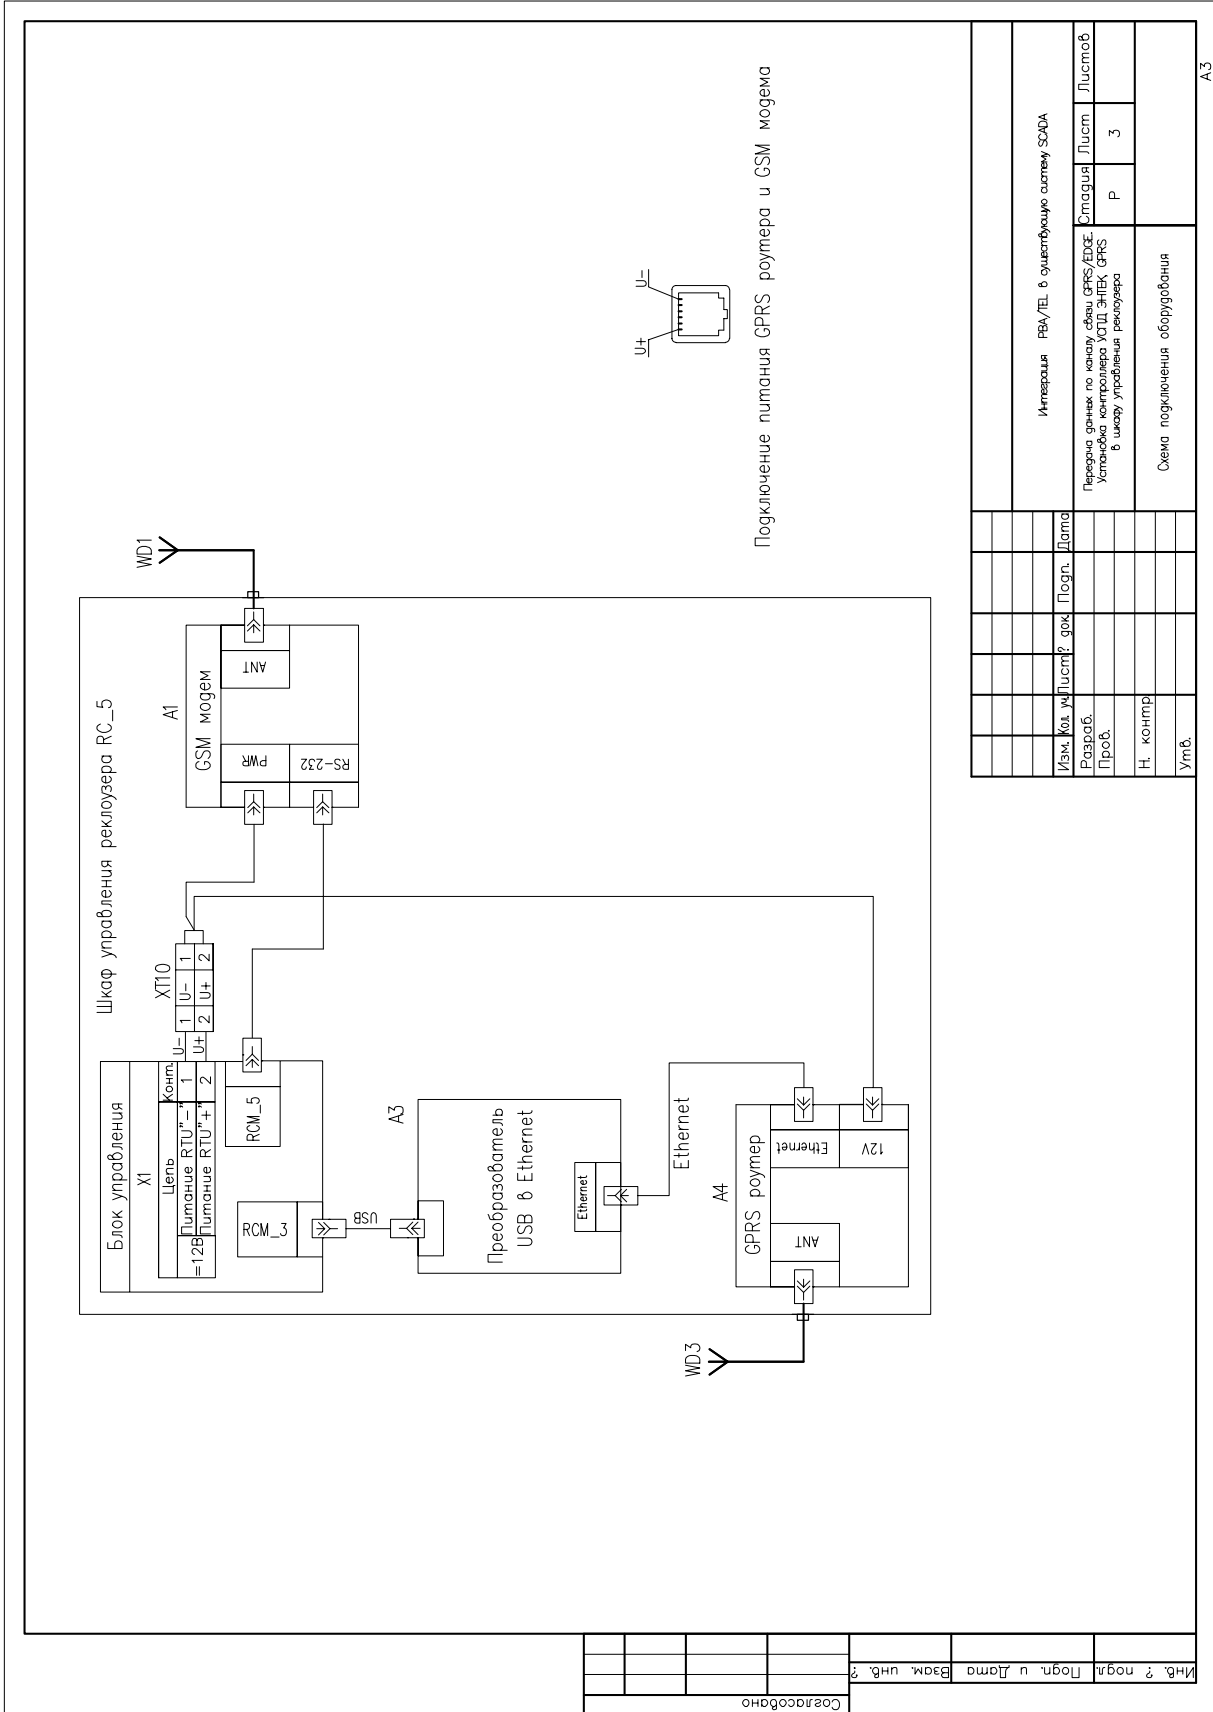 Шкаф управления реклоузера RC_5
Блок управления
X1
Цепь
Конт.
=12В
Питание RTU"-"
1
Питание RTU"+"
2
U-
U+
XT10
1
U-
1
2
U+
2
RCM_5
RCM_3
USB
A1
GSM модем
PWR
RS-232
ANT
WD1
A3
Преобразователь
USB в Ethernet
Ethernet
Ethernet
A4
GPRS роутер
ANT
Ethernet
12V
WD3
U+
U-
Подключение питания GPRS роутера и GSM модема
Изм.
Кол. уч
Лист
? док
Подп.
Дата
Разраб.
Пров.
Н. контр
Утв.
Интеграция PBA/TEL в существующую систему SCADA
Передача данных по каналу связи GPRS/EDGE.
Установка контроллера УСПД ЭНТЕК GPRS
в шкафу управления реклоузера
Стадия
Лист
Листов
Р
3
Схема подключения оборудования
А3
Согласовано
Взам. инв. ?
Подп. и Дата
Инв. ? подл.